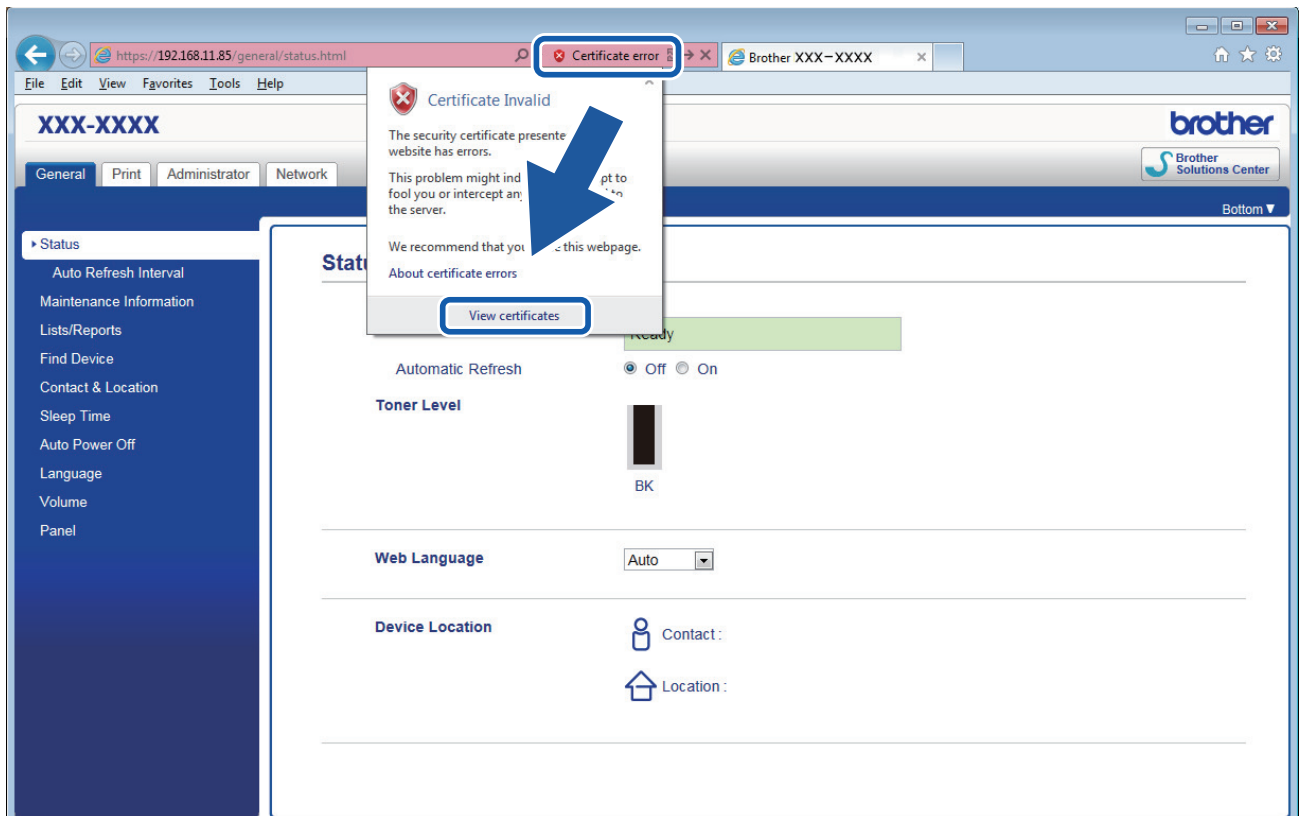 https://192.168.11.85/general/status.html
Certificate error
Brother XXX-XXXX
File Edit View Favorites Tools Help
Certificate Invalid
The security certificate presente
website has errors.
This problem might ind pt to
fool you or intercept an to
the server.
We recommend that you this webpage.
About certificate errors
View certificates
XXX-XXXX
brother
General Print Administrator Network
Brother
Solutions Center
Bottom▼
Status
Auto Refresh Interval
Maintenance Information
Lists/Reports
Find Device
Contact & Location
Sleep Time
Auto Power Off
Language
Volume
Panel
Statu
Ready
Automatic Refresh Off On
Toner Level
BK
Web Language Auto
Device Location Contact :
Location :